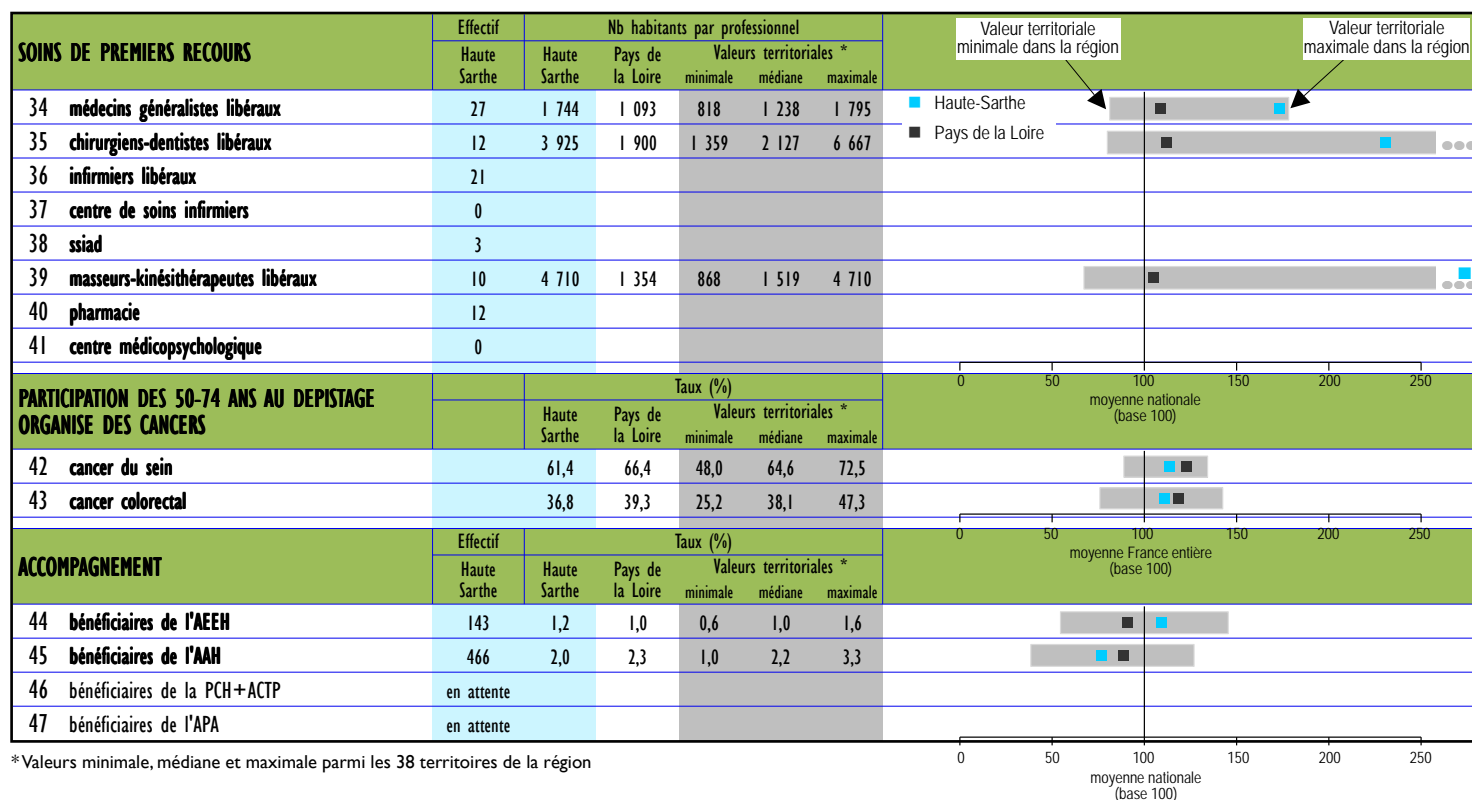 SOINS DE PREMIERS RECOURS
Effectif
Nb habitants par professionnel
Haute Sarthe
Haute Sarthe
Pays de la Loire
Valeurs territoriales *
minimale médiane maximale
Valeur territoriale
minimale dans la région
Valeur territoriale
maximale dans la région
Haute-Sarthe
Pays de la Loire
34 médecins généralistes libéraux 27 1 744 1 093 818 1 238 1 795
35 chirurgiens-dentistes libéraux 12 3 925 1 900 1 359 2 127 6 667
36 infirmiers libéraux 21
37 centre de soins infirmiers 0
38 ssiad 3
39 masseurs-kinésithérapeutes libéraux 10 4 710 1 354 868 1 519 4 710
40 pharmacie 12
41 centre médicopsychologique 0
0 50 100 150 200 250
moyenne nationale
(base 100)
PARTICIPATION DES 50-74 ANS AU DEPISTAGE
ORGANISE DES CANCERS
Taux (%)
Haute Sarthe
Pays de la Loire
Valeurs territoriales *
minimale médiane maximale
42 cancer du sein 61,4 66,4 48,0 64,6 72,5
43 cancer colorectal 36,8 39,3 25,2 38,1 47,3
0 50 100 150 200 250
moyenne France entière
(base 100)
ACCOMPAGNEMENT
Effectif
Taux (%)
Haute Sarthe
Haute Sarthe
Pays de la Loire
Valeurs territoriales *
minimale médiane maximale
44 bénéficiaires de l'AEEH 143 1,2 1,0 0,6 1,0 1,6
45 bénéficiaires de l'AAH 466 2,0 2,3 1,0 2,2 3,3
46 bénéficiaires de la PCH+ACTP en attente
47 bénéficiaires de l'APA en attente
0 50 100 150 200 250
moyenne nationale
(base 100)
* Valeurs minimale, médiane et maximale parmi les 38 territoires de la région